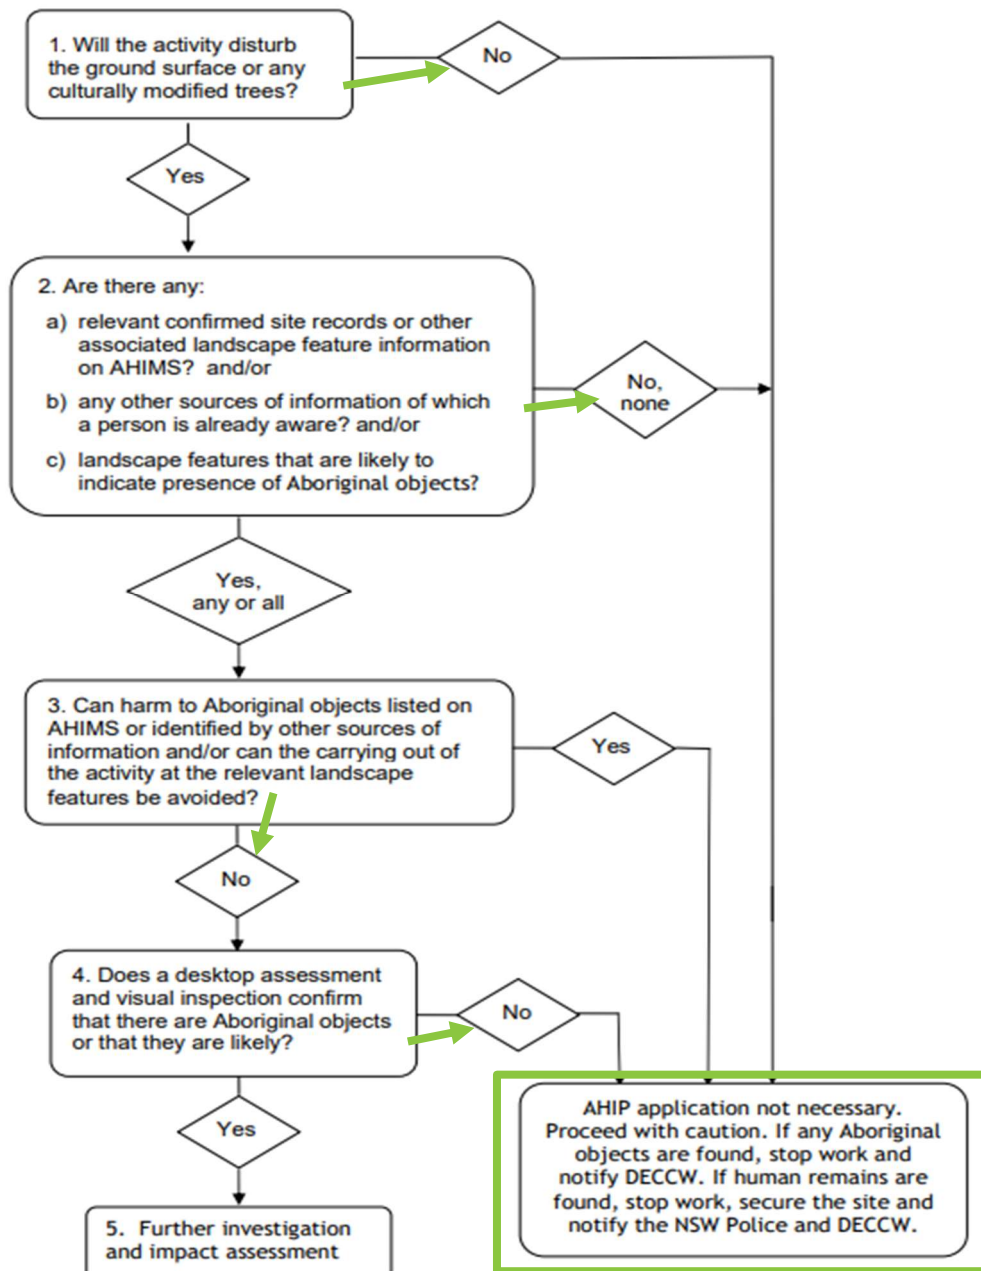 1. Will the activity disturb
the ground surface or any
culturally modified trees?
No
Yes
2. Are there any:
a) relevant confirmed site records or other
associated landscape feature information
on AHIMS? and/or
b) any other sources of information of which
a person is already aware? and/or
c) landscape features that are likely to
indicate presence of Aboriginal objects?
No,
none
Yes,
any or all
3. Can harm to Aboriginal objects listed on
AHIMS or identified by other sources of
information and/or can the carrying out of
the activity at the relevant landscape
features be avoided?
Yes
No
4. Does a desktop assessment
and visual inspection confirm
that there are Aboriginal objects
or that they are likely?
No
Yes
AHIP application not necessary.
Proceed with caution. If any Aboriginal
objects are found, stop work and
notify DECCW. If human remains are
found, stop work, secure the site and
notify the NSW Police and DECCW.
5. Further investigation
and impact assessment